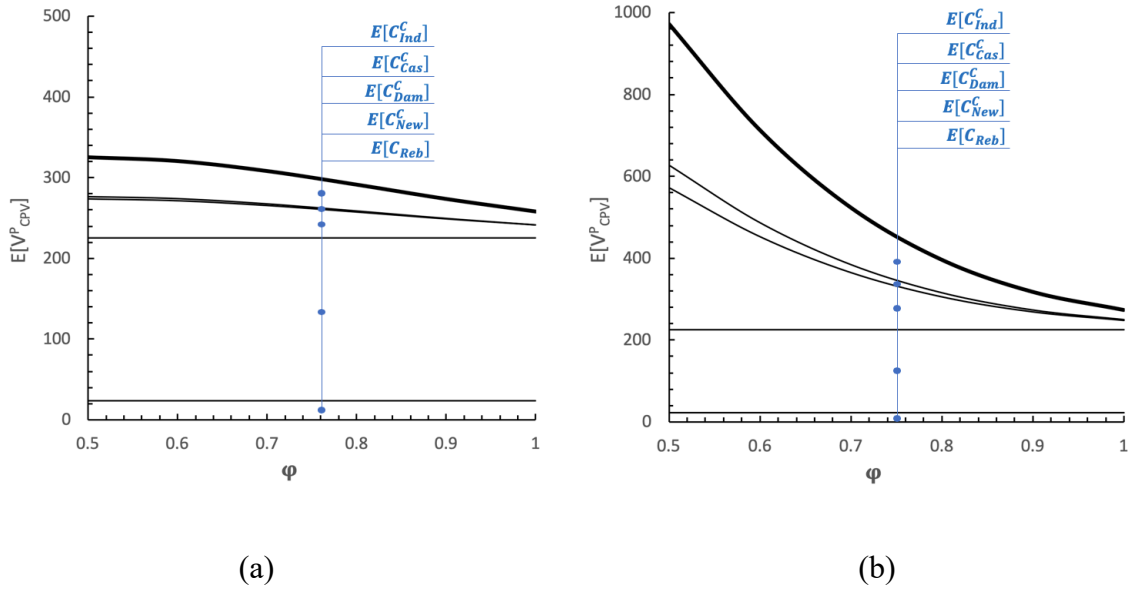 500
400
300
200
100
0
E[V^P_CPV]
E[C^C_Ind]
E[C^C_Cas]
E[C^C_Dam]
E[C^C_New]
E[C_Reb]
0.5 0.6 0.7 0.8 0.9 1
φ
(a)
1000
800
600
400
200
0
E[V^P_CPV]
E[C^C_Ind]
E[C^C_Cas]
E[C^C_Dam]
E[C^C_New]
E[C_Reb]
0.5 0.6 0.7 0.8 0.9 1
φ
(b)